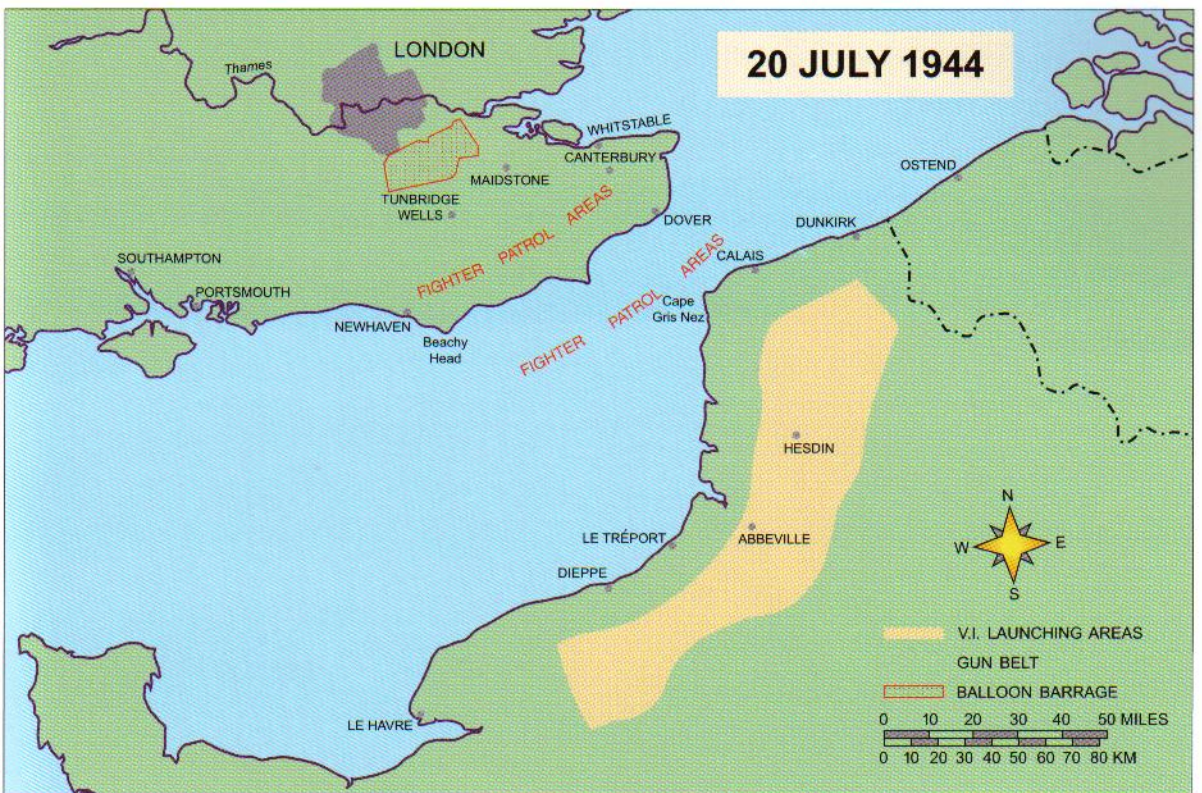 LONDON
20 JULY 1944
Thames
WHITSTABLE
CANTERBURY
MAIDSTONE
OSTEND
TUNBRIDGE
WELLS
FIGHTER PATROL AREAS
DOVER
DUNKIRK
SOUTHAMPTON
CALAIS
PORTSMOUTH
FIGHTER PATROL AREAS
Cape
Gris Nez
NEWHAVEN
Beachy
Head
HESDIN
N
W
E
S
LE TRÉPORT
ABBEVILLE
DIEPPE
V.I. LAUNCHING AREAS
GUN BELT
BALLOON BARRAGE
LE HAVRE
0 10 20 30 40 50 MILES
0 10 20 30 40 50 60 70 80 KM